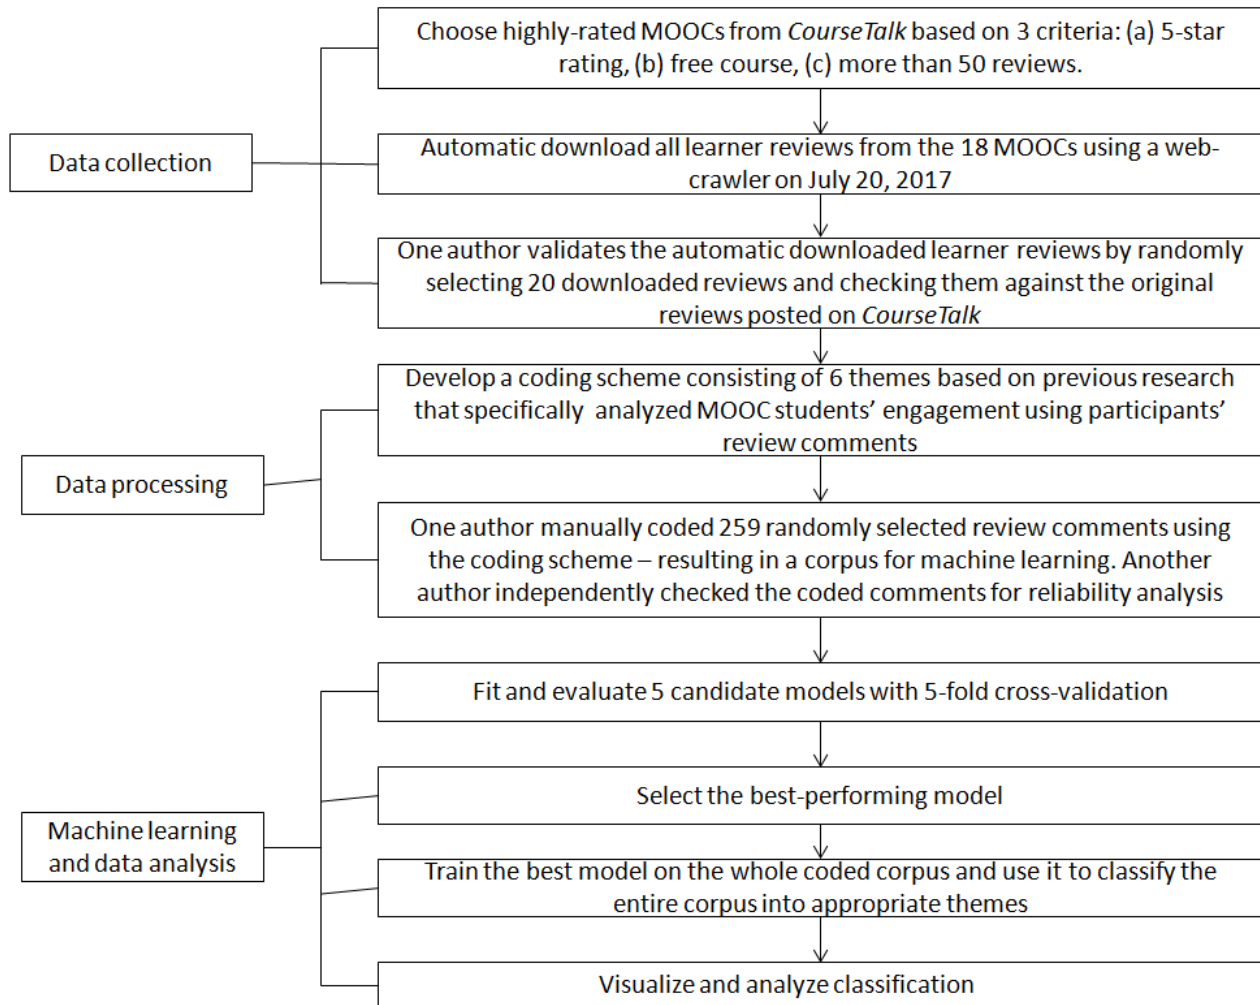 Choose highly-rated MOOCs from CourseTalk based on 3 criteria: (a) 5-star
rating, (b) free course, (c) more than 50 reviews.
Data collection
Automatic download all learner reviews from the 18 MOOCs using a web-
crawler on July 20, 2017
One author validates the automatic downloaded learner reviews by randomly
selecting 20 downloaded reviews and checking them against the original
reviews posted on CourseTalk
Develop a coding scheme consisting of 6 themes based on previous research
that specifically analyzed MOOC students’ engagement using participants’
review comments
Data processing
One author manually coded 259 randomly selected review comments using
the coding scheme – resulting in a corpus for machine learning. Another
author independently checked the coded comments for reliability analysis
Fit and evaluate 5 candidate models with 5-fold cross-validation
Select the best-performing model
Machine learning
and data analysis
Train the best model on the whole coded corpus and use it to classify the
entire corpus into appropriate themes
Visualize and analyze classification